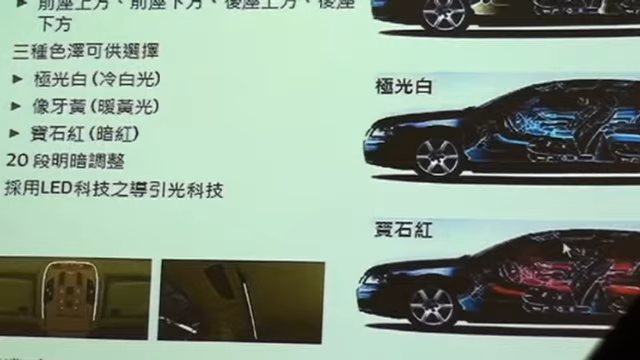 前座上方、前座下方、後座上方、後座
下方
三種色澤可供選擇
極光白(冷白光)
像牙黃(暖黃光)
寶石紅(暗紅)
20 段明暗調整
採用LED科技之導引光科技
極光白
寶石紅